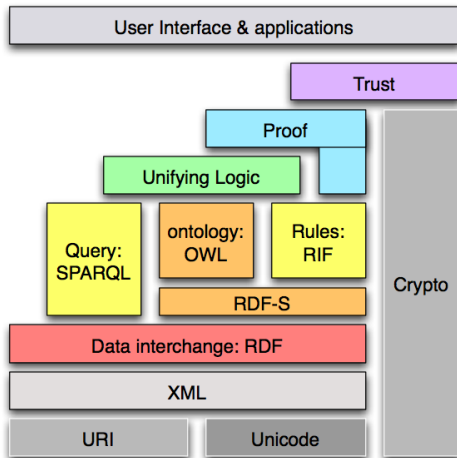 User Interface & applications
Trust
Proof
Unifying Logic
Query:
SPARQL
ontology:
OWL
Rules:
RIF
Crypto
RDF-S
Data interchange: RDF
XML
URI
Unicode